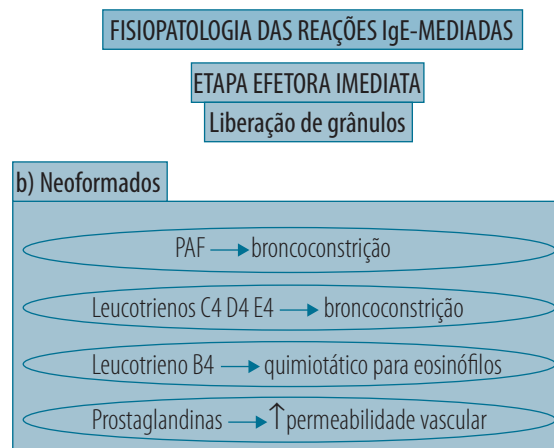 FISIOPATOLOGIA DAS REAÇÕES IgE-MEDIADAS
ETAPA EFETORA IMEDIATA
Liberação de grânulos
b) Neoformados
PAF → broncoconstrição
Leucotrienos C4 D4 E4 → broncoconstrição
Leucotrieno B4 → quimiotático para eosinófilos
Prostaglandinas → ↑ permeabilidade vascular